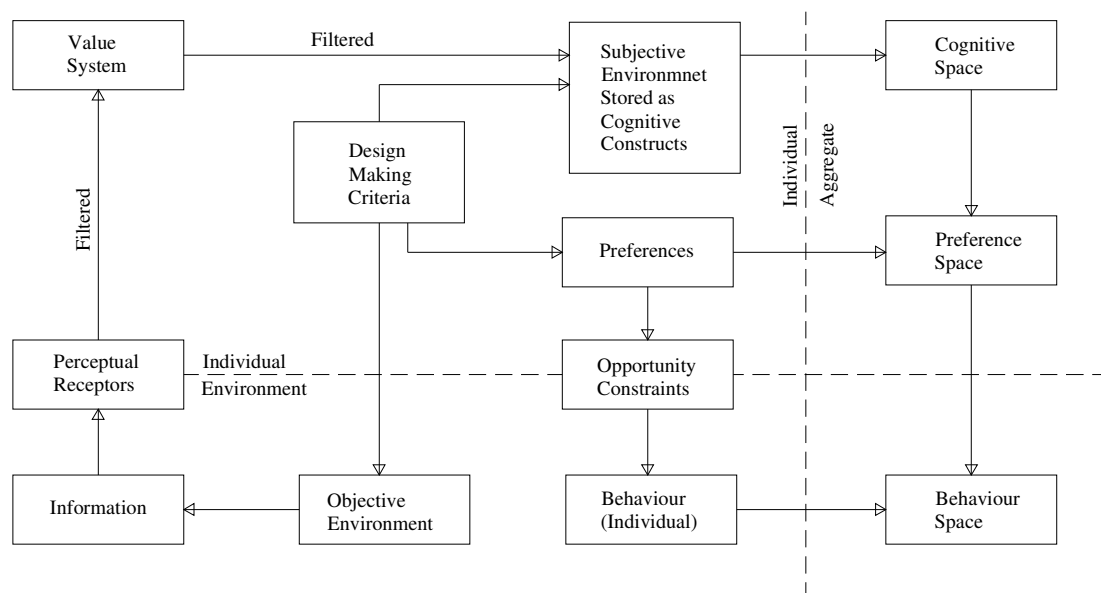 Value
System
Filtered
Subjective
Environmnet
Stored as
Cognitive
Constructs
Cognitive
Space
Design
Making
Criteria
Individual
Aggregate
Filtered
Preferences
Preference
Space
Perceptual
Receptors
Individual
Environment
Opportunity
Constraints
Information
Objective
Environment
Behaviour
(Individual)
Behaviour
Space